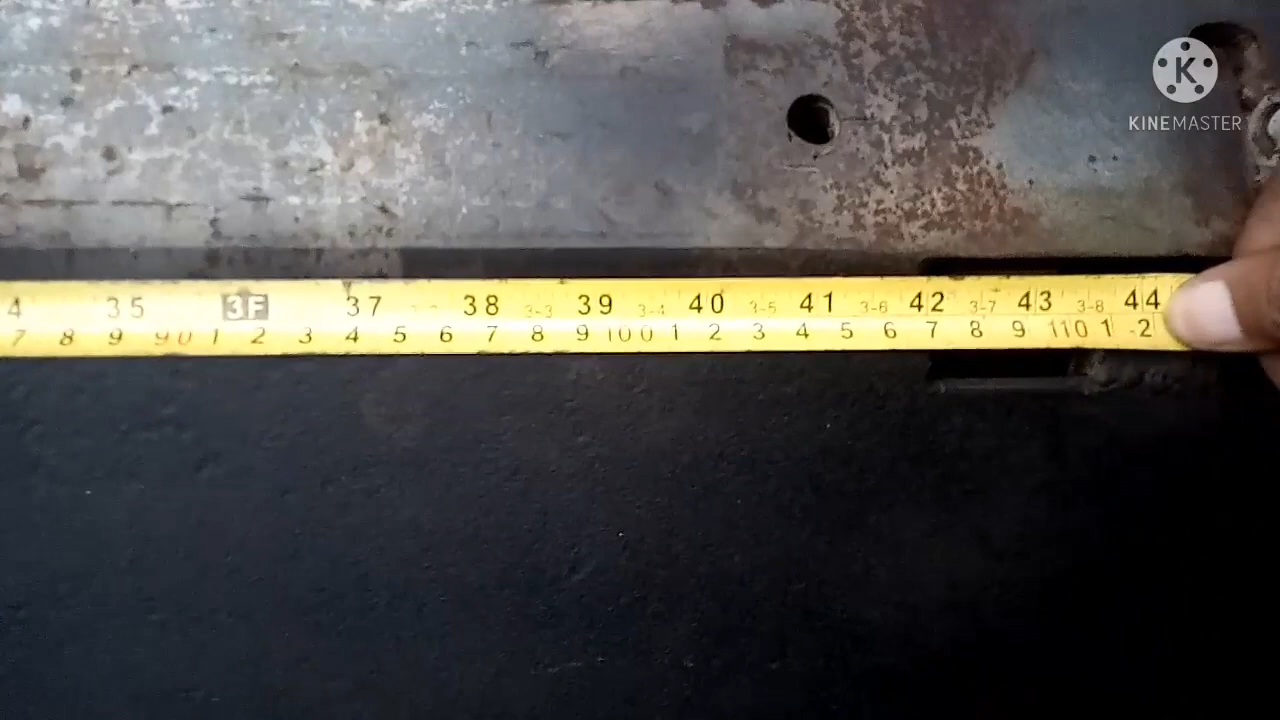 K
KINEMASTER
4 35 3F 37 38 3-3 39 3-4 40 3-5 41 3-6 42 3-7 43 3-8 44
7 8 9 90 1 2 3 4 5 6 7 8 9 100 1 2 3 4 5 6 7 8 9 110 1 2